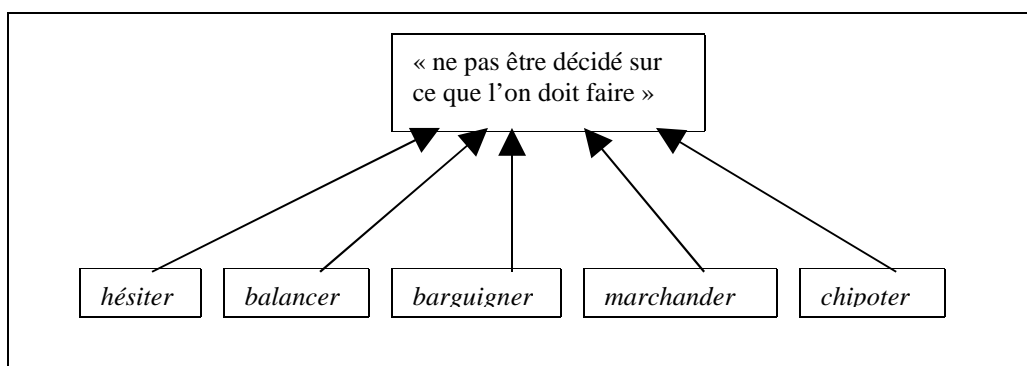 « ne pas être décidé sur
ce que l’on doit faire »
hésiter balancer barguigner marchander chipoter